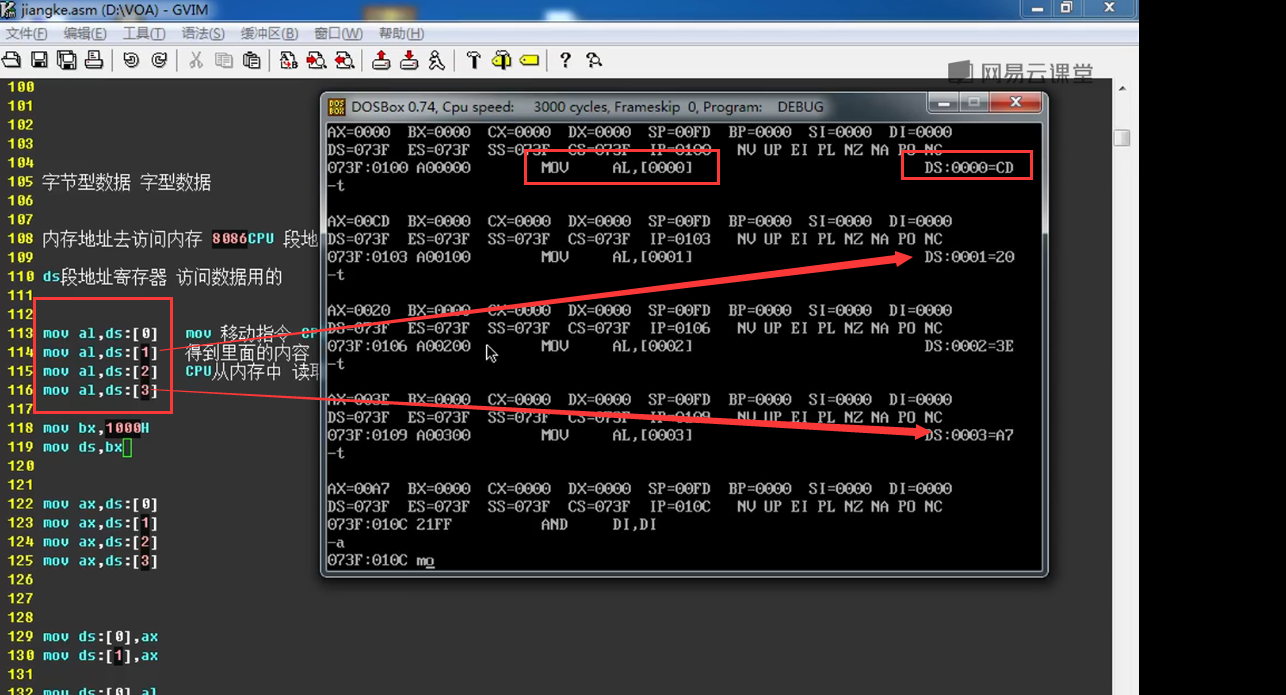 jiangke.asm (D:\VOA) - GVIM
文件(F) 编辑(E) 工具(T) 语法(S) 缓冲区(B) 窗口(W) 帮助(H)
网易云课堂
100
101
102
103
104
105 字节型数据 字型数据
106
107
108 内存地址去访问内存 8086CPU 段地
109
110 ds段地址寄存器 访问数据用的
111
112
113 mov al,ds:[0] mov 移动指令 CP
114 mov al,ds:[1] 得到里面的内容
115 mov al,ds:[2] CPU从内存中 读取
116 mov al,ds:[3]
117
118 mov bx,1000H
119 mov ds,bx
120
121
122 mov ax,ds:[0]
123 mov ax,ds:[1]
124 mov ax,ds:[2]
125 mov ax,ds:[3]
126
127
128
129 mov ds:[0],ax
130 mov ds:[1],ax
131
132 mov ds:[0],al
DOSBox 0.74, Cpu speed: 3000 cycles, Frameskip 0, Program: DEBUG
AX=0000 BX=0000 CX=0000 DX=0000 SP=00FD BP=0000 SI=0000 DI=0000
DS=073F ES=073F SS=073F CS=073F IP=0100 NV UP EI PL NZ NA PO NC
073F:0100 A00000 MOV AL,[0000] DS:0000=CD
-t
AX=00CD BX=0000 CX=0000 DX=0000 SP=00FD BP=0000 SI=0000 DI=0000
DS=073F ES=073F SS=073F CS=073F IP=0103 NV UP EI PL NZ NA PO NC
073F:0103 A00100 MOV AL,[0001] DS:0001=20
-t
AX=0020 BX=0000 CX=0000 DX=0000 SP=00FD BP=0000 SI=0000 DI=0000
DS=073F ES=073F SS=073F CS=073F IP=0106 NV UP EI PL NZ NA PO NC
073F:0106 A00200 MOV AL,[0002] DS:0002=3E
-t
AX=003E BX=0000 CX=0000 DX=0000 SP=00FD BP=0000 SI=0000 DI=0000
DS=073F ES=073F SS=073F CS=073F IP=0109 NV UP EI PL NZ NA PO NC
073F:0109 A00300 MOV AL,[0003] DS:0003=A7
-t
AX=00A7 BX=0000 CX=0000 DX=0000 SP=00FD BP=0000 SI=0000 DI=0000
DS=073F ES=073F SS=073F CS=073F IP=010C NV UP EI PL NZ NA PO NC
073F:010C 21FF AND DI,DI
-a
073F:010C mo